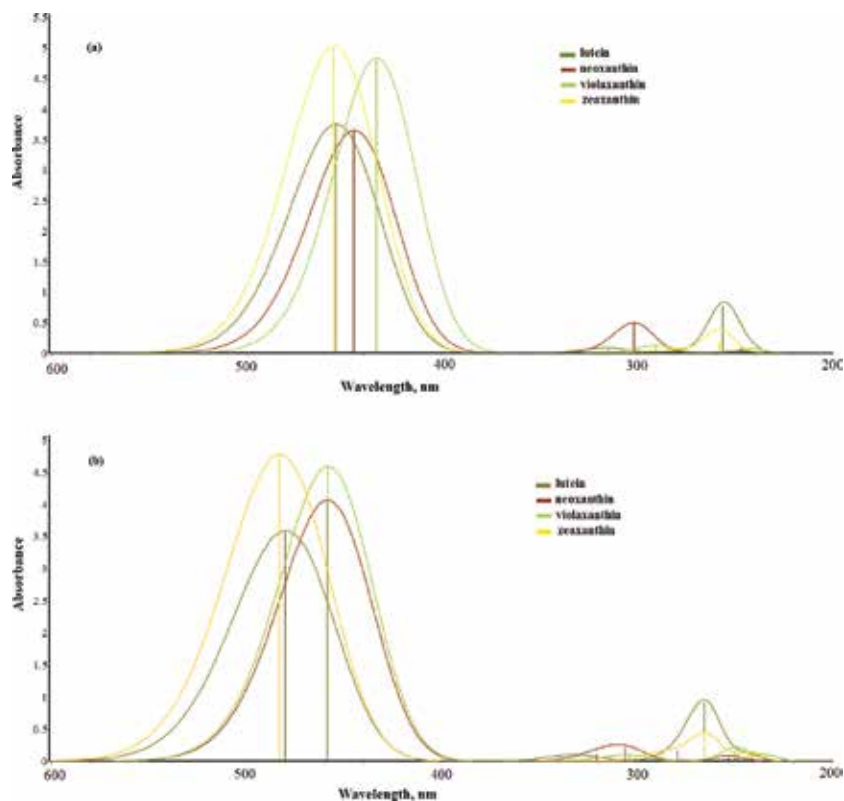 5.5
5
4.5
4
3.5
3
2.5
2
1.5
1
0.5
0
(a)
lutein
neoxanthin
violaxanthin
zeaxanthin
Absorbance
600 500 400 300 200
Wavelength, nm
5
4.5
4
3.5
3
2.5
2
1.5
1
0.5
0
(b)
lutein
neoxanthin
violaxanthin
zeaxanthin
Absorbance
600 500 400 300 2000
Wavelength, nm